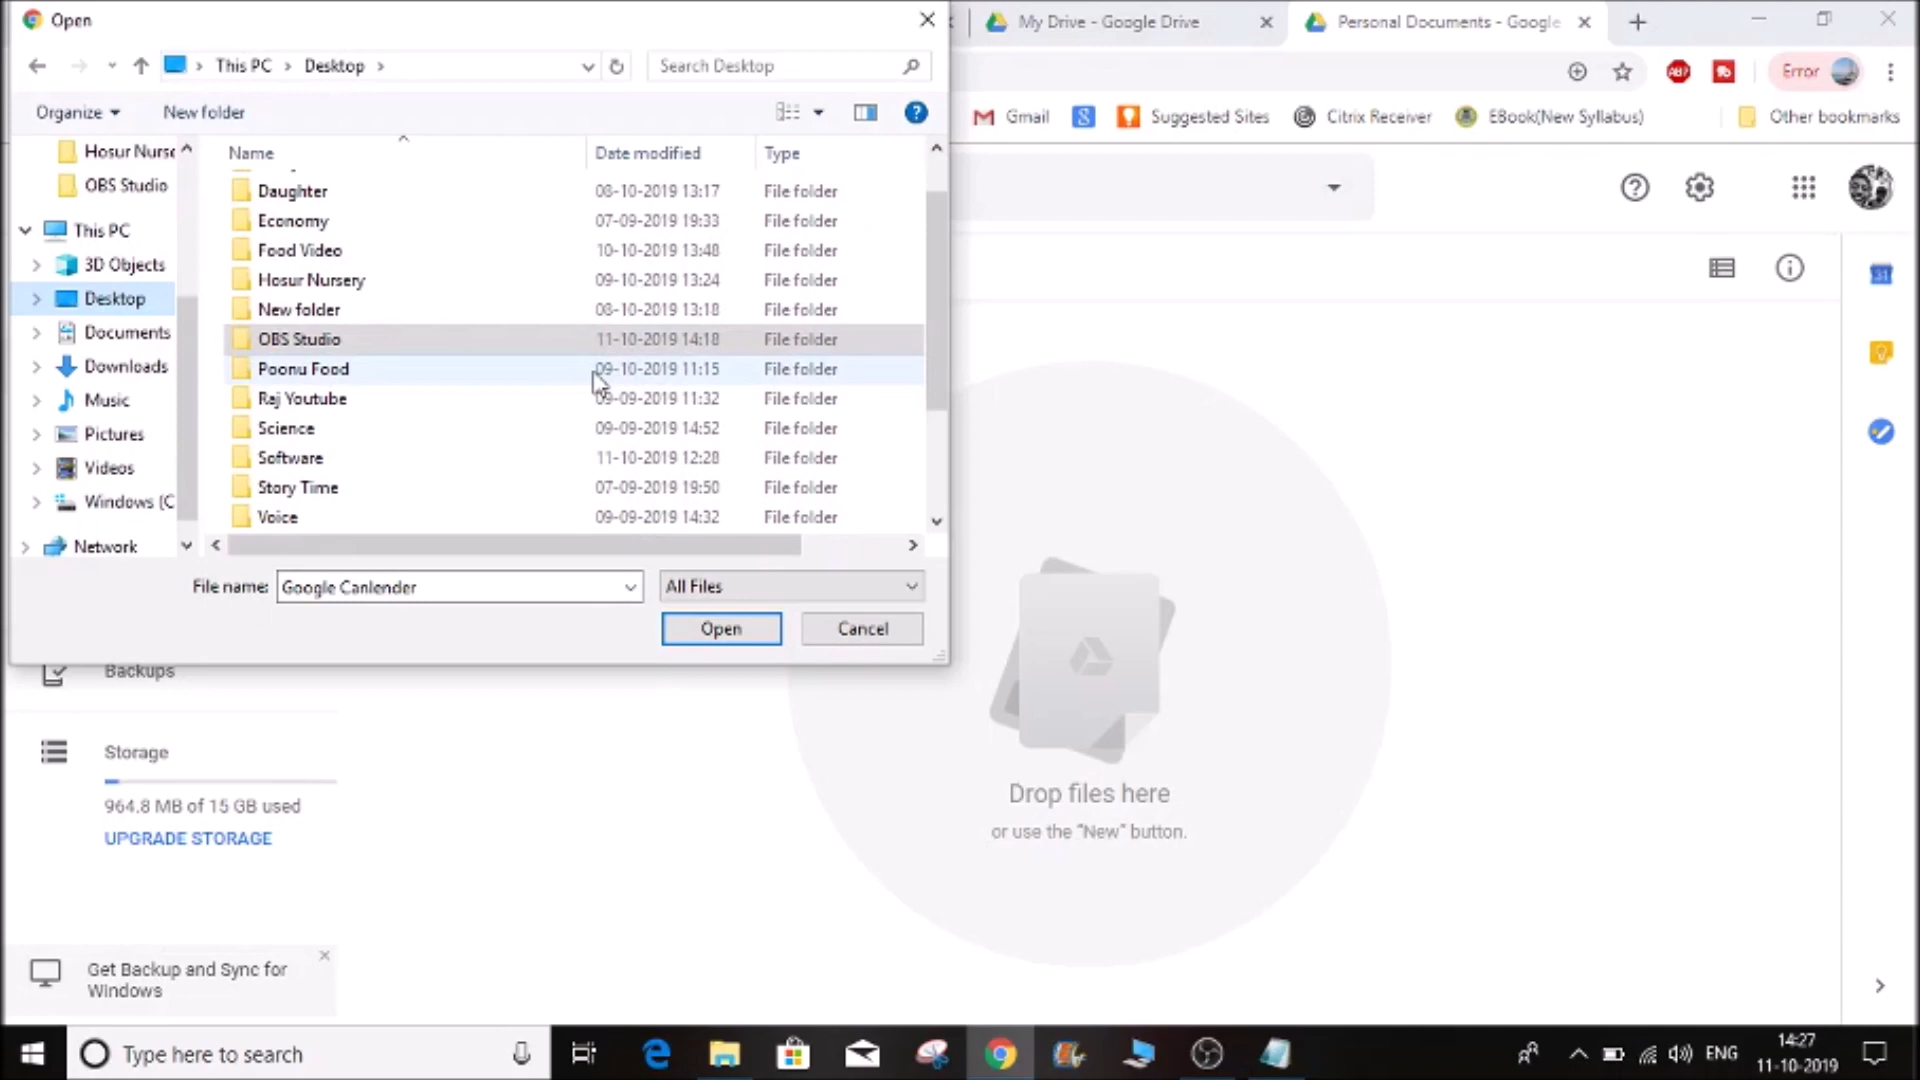 Open
My Drive - Google Drive
Personal Documents - Google
This PC > Desktop >
Search Desktop
Error
Organize
New folder
Gmail
Suggested Sites
Citrix Receiver
EBook(New Syllabus)
Other bookmarks
Hosur Nurse
OBS Studio
This PC
3D Objects
Desktop
Documents
Downloads
Music
Pictures
Videos
Windows (C
Network
Name Date modified Type
Daughter 08-10-2019 13:17 File folder
Economy 07-09-2019 19:33 File folder
Food Video 10-10-2019 13:48 File folder
Hosur Nursery 09-10-2019 13:24 File folder
New folder 08-10-2019 13:18 File folder
OBS Studio 11-10-2019 14:18 File folder
Poonu Food 09-10-2019 11:15 File folder
Raj Youtube 09-09-2019 11:32 File folder
Science 09-09-2019 14:52 File folder
Software 11-10-2019 12:28 File folder
Story Time 07-09-2019 19:50 File folder
Voice 09-09-2019 14:32 File folder
File name: Google Canlender
All Files
Open
Cancel
Backups
Storage
964.8 MB of 15 GB used
UPGRADE STORAGE
Drop files here
or use the "New" button.
Get Backup and Sync for
Windows
Type here to search
ENG
14:27
11-10-2019